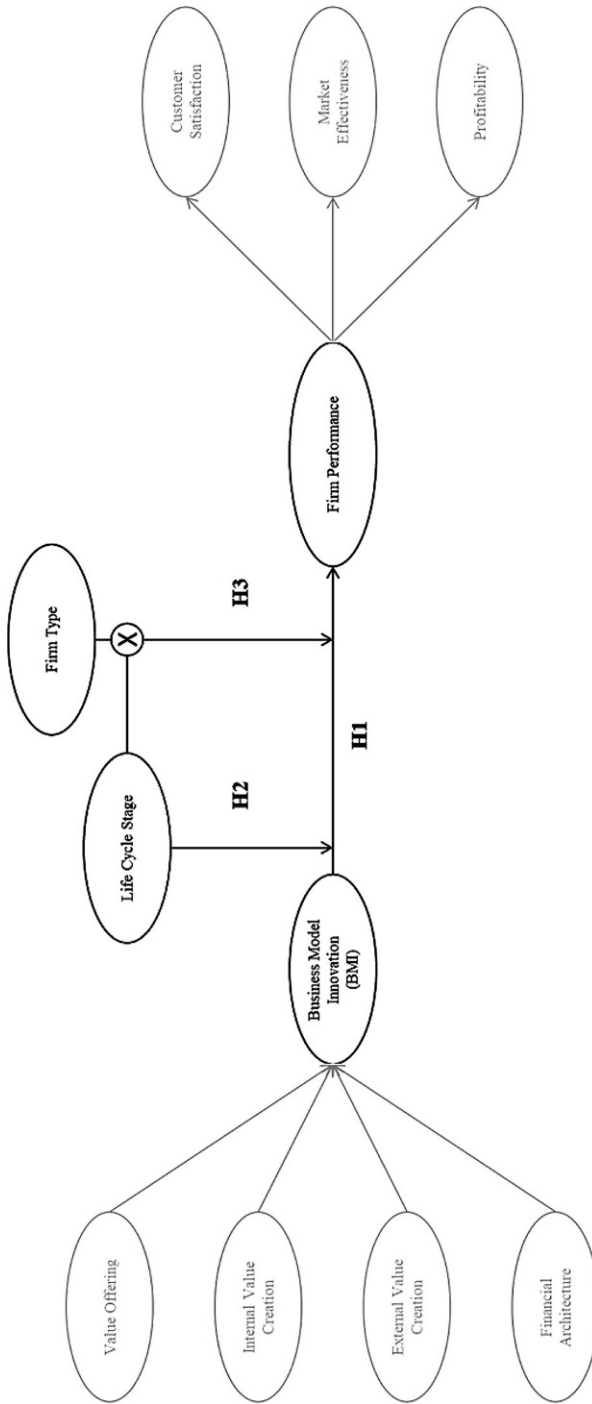 Value Offering
Internal Value
Creation
External Value
Creation
Financial
Architecture
Business Model
Innovation
(BMI)
Life Cycle Stage
Firm Type
X
H2
H3
H1
Firm Performance
Customer
Satisfaction
Market
Effectiveness
Profitability